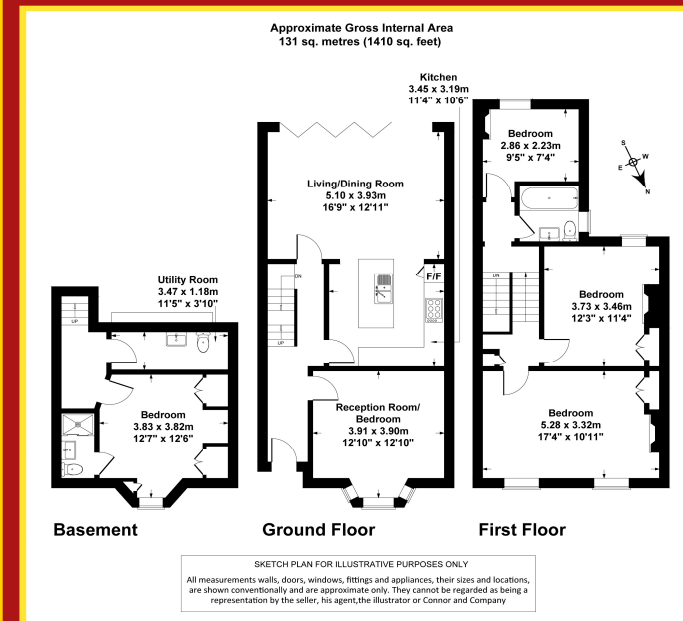 Approximate Gross Internal Area
131 sq. metres (1410 sq. feet)
Kitchen
3.45 x 3.19m
11'4" x 10'6"
Bedroom
2.86 x 2.23m
9'5" x 7'4"
S
W
E
N
Living/Dining Room
5.10 x 3.93m
16'9" x 12'11"
Utility Room
3.47 x 1.18m
11'5" x 3'10"
DN
F/F
UP
UP
UP
DN
Bedroom
3.73 x 3.46m
12'3" x 11'4"
Bedroom
3.83 x 3.82m
12'7" x 12'6"
Reception Room/
Bedroom
3.91 x 3.90m
12'10" x 12'10"
Bedroom
5.28 x 3.32m
17'4" x 10'11"
Basement
Ground Floor
First Floor
SKETCH PLAN FOR ILLUSTRATIVE PURPOSES ONLY
All measurements walls, doors, windows, fittings and appliances, their sizes and locations,
are shown conventionally and are approximate only. They cannot be regarded as being a
representation by the seller, his agent,the illustrator or Connor and Company